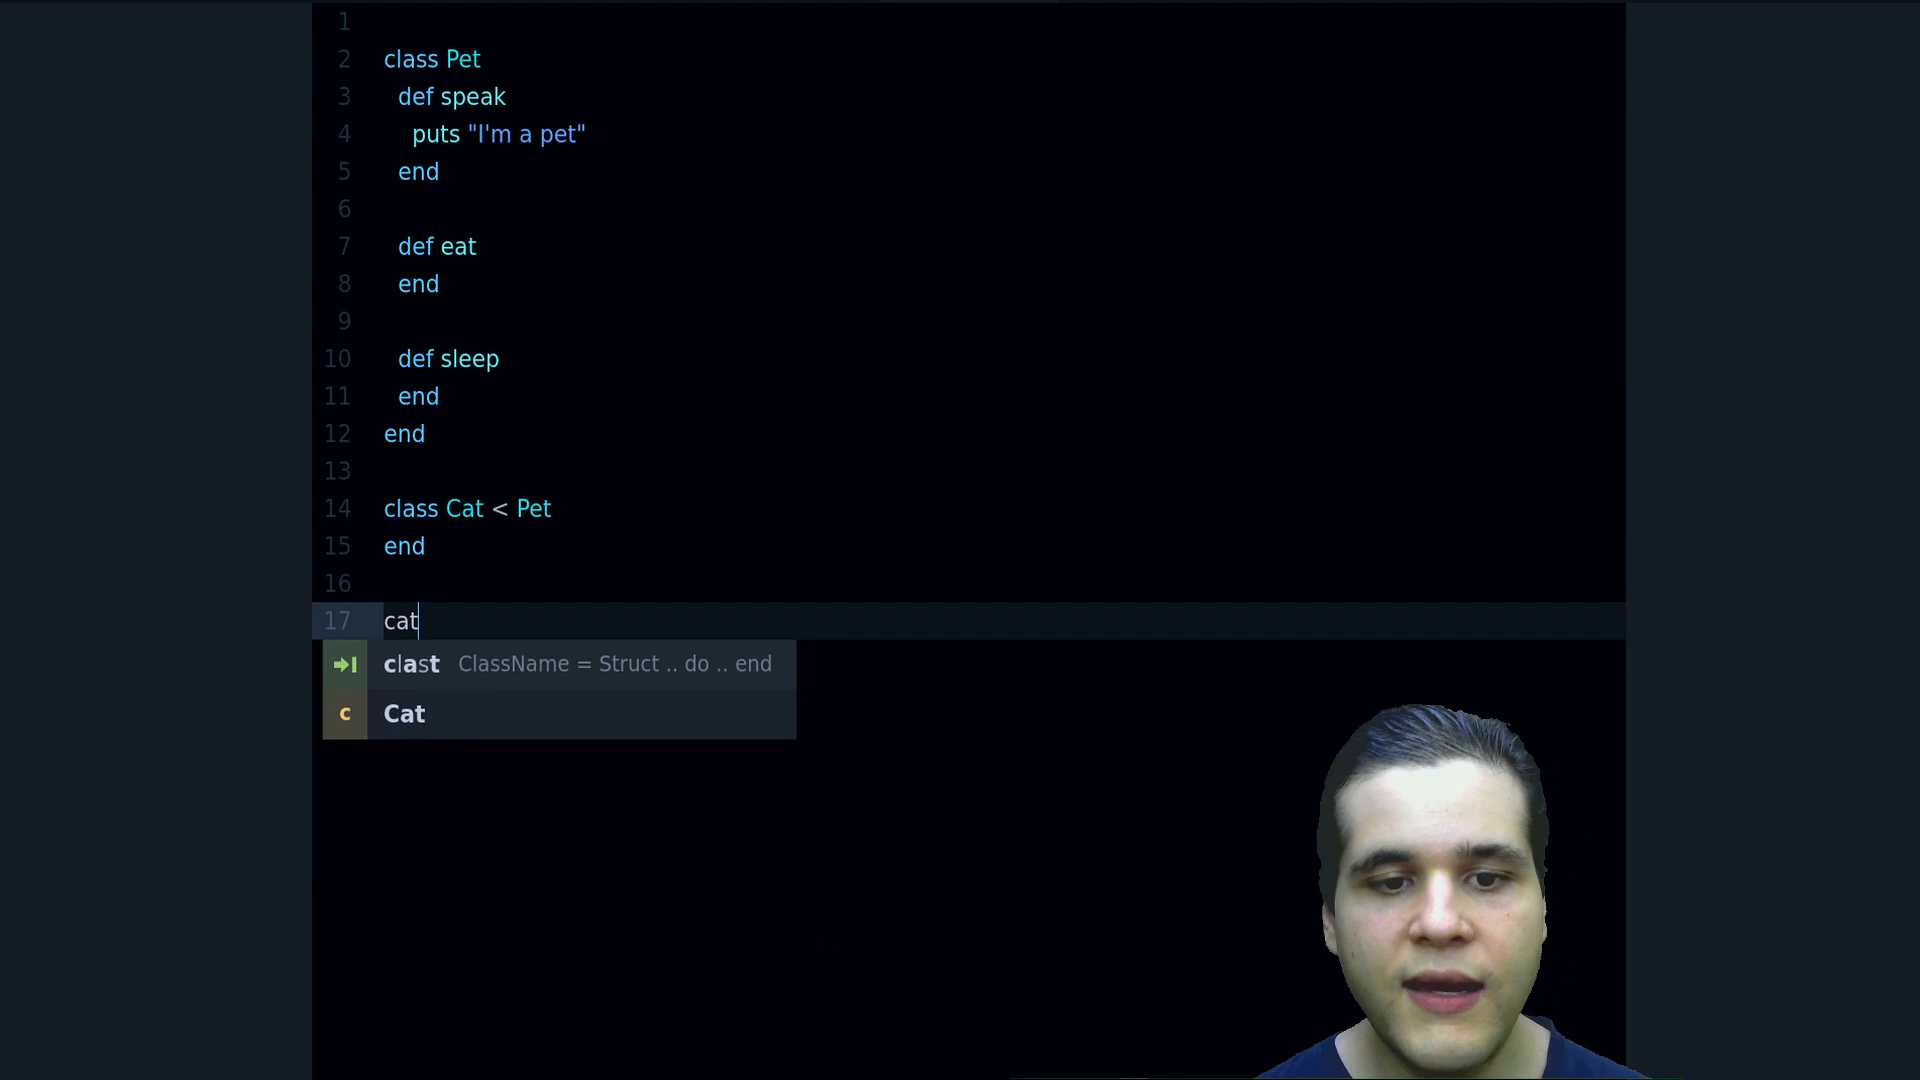 1
2 class Pet
3 def speak
4 puts "I'm a pet"
5 end
6
7 def eat
8 end
9
10 def sleep
11 end
12 end
13
14 class Cat < Pet
15 end
16
17 cat
clast ClassName = Struct .. do .. end
c Cat